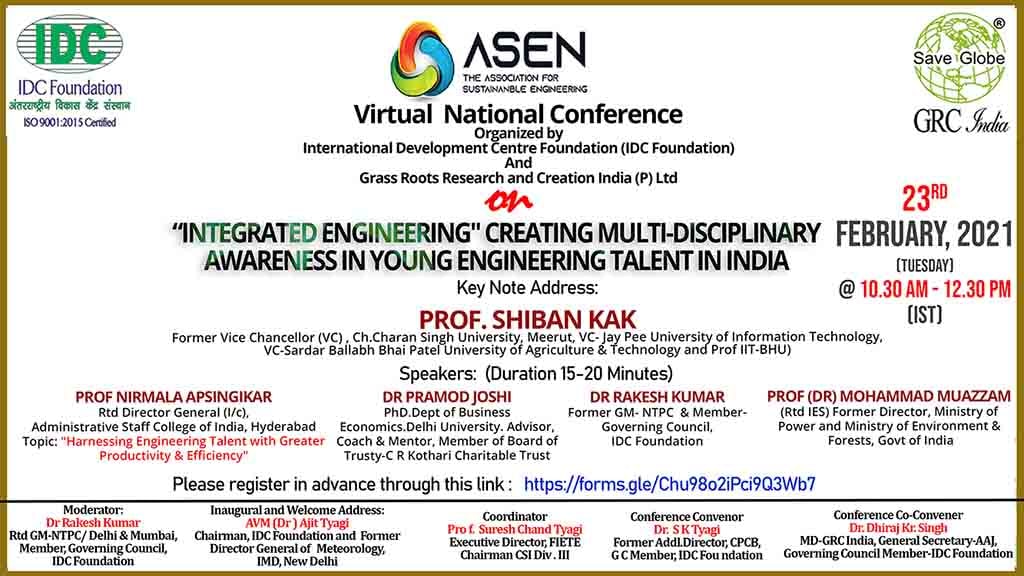 IDC
IDC Foundation
अंतरराष्ट्रीय विकास केंद्र संस्थान
ISO 9001:2015 Certified
ASEN
THE ASSOCIATION FOR
SUSTAINANBLE ENGINEERING
Save Globe ®
GRC India
Virtual National Conference
Organized by
International Development Centre Foundation (IDC Foundation)
And
Grass Roots Research and Creation India (P) Ltd
on
“INTEGRATED ENGINEERING" CREATING MULTI-DISCIPLINARY
AWARENESS IN YOUNG ENGINEERING TALENT IN INDIA
23RD
FEBRUARY, 2021
(TUESDAY)
@ 10.30 AM - 12.30 PM
(IST)
Key Note Address:
PROF. SHIBAN KAK
Former Vice Chancellor (VC) , Ch.Charan Singh University, Meerut, VC- Jay Pee University of Information Technology,
VC-Sardar Ballabh Bhai Patel University of Agriculture & Technology and Prof IIT-BHU)
Speakers: (Duration 15-20 Minutes)
PROF NIRMALA APSINGIKAR
Rtd Director General (I/c),
Administrative Staff College of India, Hyderabad
Topic: "Harnessing Engineering Talent with Greater
Productivity & Efficiency"
DR PRAMOD JOSHI
PhD.Dept of Business
Economics.Delhi University. Advisor,
Coach & Mentor, Member of Board of
Trusty-C R Kothari Charitable Trust
DR RAKESH KUMAR
Former GM- NTPC & Member-
Governing Council,
IDC Foundation
PROF (DR) MOHAMMAD MUAZZAM
(Rtd IES) Former Director, Ministry of
Power and Ministry of Environment &
Forests, Govt of India
Please register in advance through this link : https://forms.gle/Chu98o2iPci9Q3Wb7
Moderator:
Dr Rakesh Kumar
Rtd GM-NTPC/ Delhi & Mumbai,
Member, Governing Council,
IDC Foundation
Inaugural and Welcome Address:
AVM (Dr ) Ajit Tyagi
Chairman, IDC Foundation and Former
Director General of Meteorology,
IMD, New Delhi
Coordinator
Pro f. Suresh Chand Tyagi
Executive Director, FIETE
Chairman CSI Div . III
Conference Convenor
Dr. S K Tyagi
Former Addl.Director, CPCB,
G C Member, IDC Fou ndation
Conference Co-Convener
Dr. Dhiraj Kr. Singh
MD-GRC India, General Secretary-AAJ,
Governing Council Member-IDC Foundation